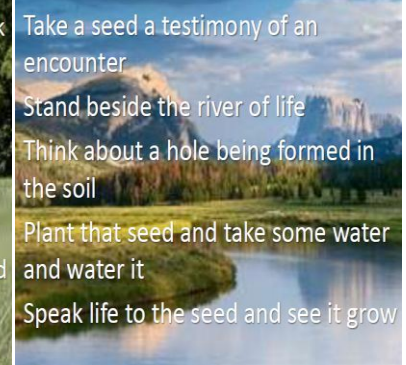 Take a seed a testimony of an
encounter
Stand beside the river of life
Think about a hole being formed in
the soil
Plant that seed and take some water
and water it
Speak life to the seed and see it grow